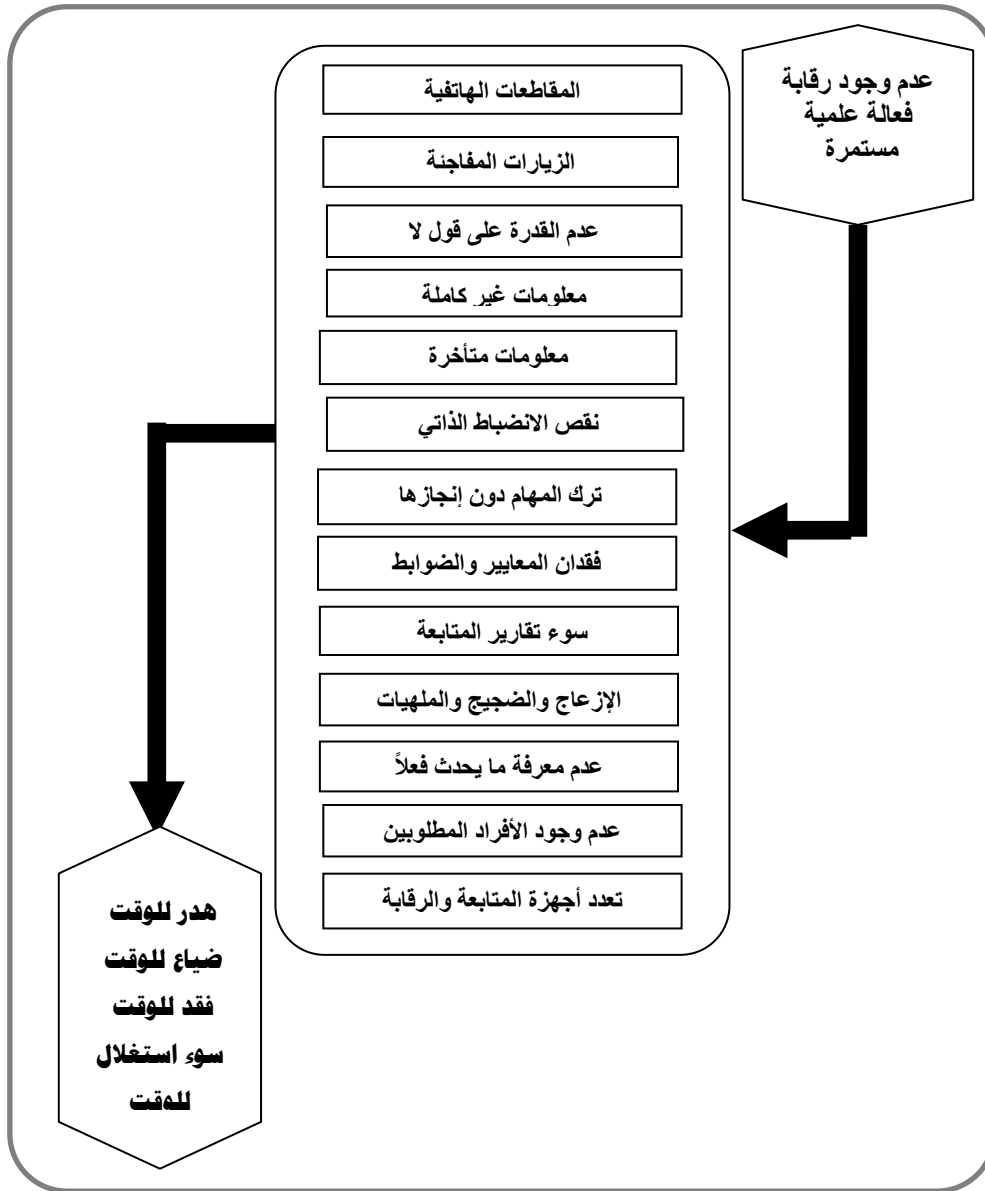 عدم وجود رقابة
فعالة علمية
مستمرة
المقاطعات الهاتفية
الزيارات المفاجئة
عدم القدرة على قول لا
معلومات غير كاملة
معلومات متأخرة
نقص الانضباط الذاتي
ترك المهام دون إنجازها
فقدان المعايير والضوابط
سوء تقارير المتابعة
الإزعاج والضجيج والملهيات
عدم معرفة ما يحدث فعلاً
عدم وجود الأفراد المطلوبين
تعدد أجهزة المتابعة والرقابة
هدر للوقت
ضياع للوقت
فقد للوقت
سوء استغلال
للوقت